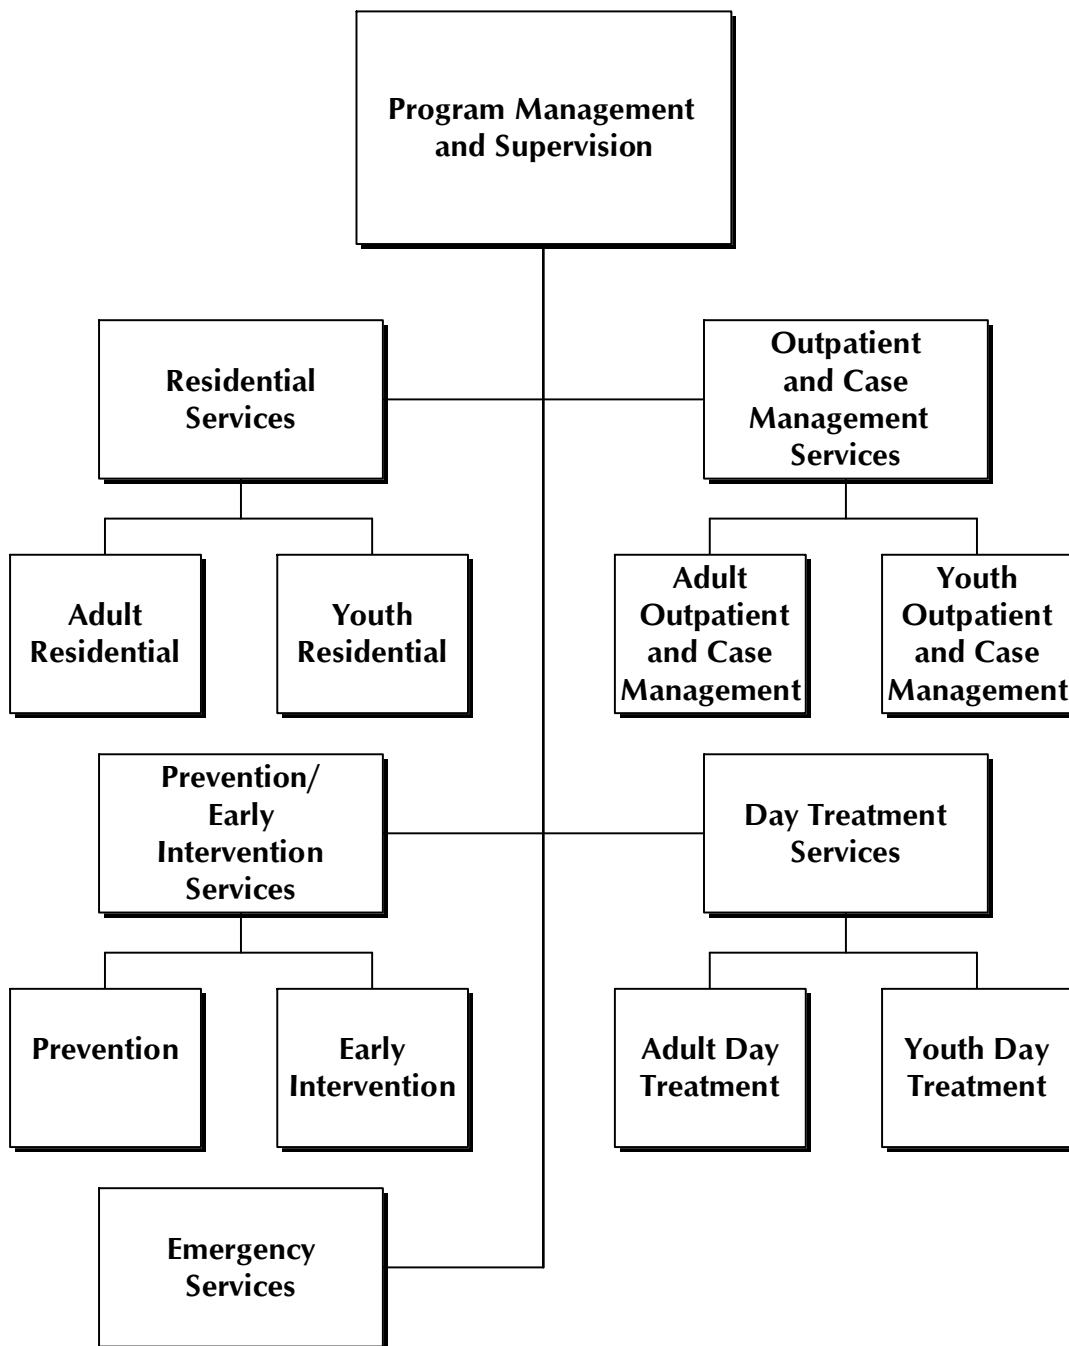 Program Management
and Supervision
Residential
Services
Outpatient
and Case
Management
Services
Adult
Residential
Youth
Residential
Adult
Outpatient
and Case
Management
Youth
Outpatient
and Case
Management
Prevention/
Early
Intervention
Services
Day Treatment
Services
Prevention
Early
Intervention
Adult Day
Treatment
Youth Day
Treatment
Emergency
Services